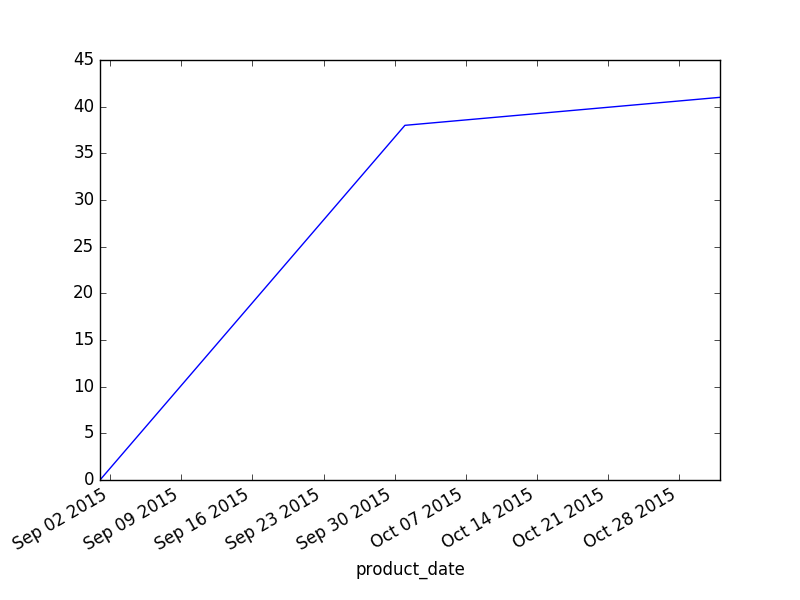 45
40
35
30
25
20
15
10
5
0
Sep 02 2015
Sep 09 2015
Sep 16 2015
Sep 23 2015
Sep 30 2015
Oct 07 2015
Oct 14 2015
Oct 21 2015
Oct 28 2015
product_date